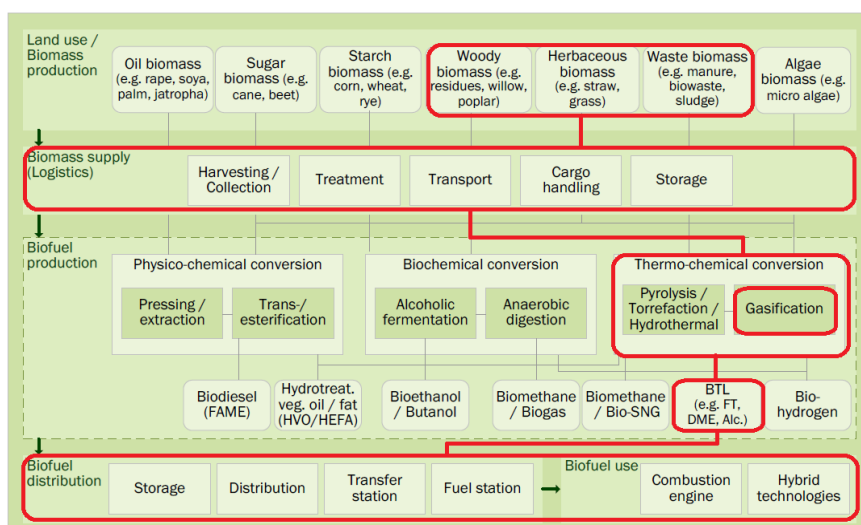 Land use /
Biomass
production
Oil biomass
(e.g. rape, soya,
palm, jatropha)
Sugar
biomass (e.g.
cane, beet)
Starch
biomass (e.g.
corn, wheat,
rye)
Woody
biomass (e.g.
residues, willow,
poplar)
Herbaceous
biomass
(e.g. straw,
grass)
Waste biomass
(e.g. manure,
biowaste,
sludge)
Algae
biomass (e.g.
micro algae)
Biomass supply
(Logistics)
Harvesting /
Collection
Treatment
Transport
Cargo
handling
Storage
Biofuel
production
Physico-chemical conversion
Pressing /
extraction
Trans-/
esterification
Biochemical conversion
Alcoholic
fermentation
Anaerobic
digestion
Thermo-chemical conversion
Pyrolysis /
Torrefaction /
Hydrothermal
Gasification
Biodiesel
(FAME)
Hydrotreat.
veg. oil / fat
(HVO/HEFA)
Bioethanol
/ Butanol
Biomethane
/ Biogas
Biomethane
/ Bio-SNG
BTL
(e.g. FT,
DME, Alc.)
Bio-
hydrogen
Biofuel
distribution
Storage
Distribution
Transfer
station
Fuel station
Biofuel use
Combustion
engine
Hybrid
technologies